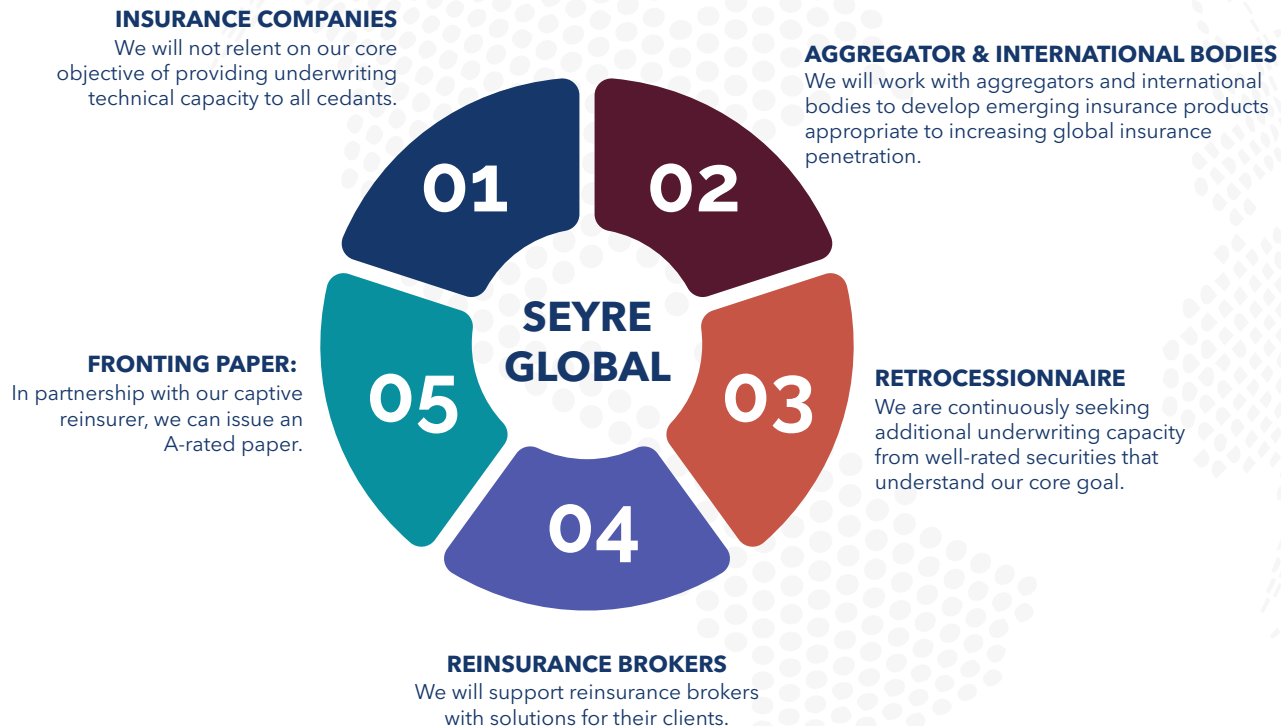 INSURANCE COMPANIES
We will not relent on our core
objective of providing underwriting
technical capacity to all cedants.
AGGREGATOR & INTERNATIONAL BODIES
We will work with aggregators and international
bodies to develop emerging insurance products
appropriate to increasing global insurance
penetration.
01
02
SEYRE
GLOBAL
FRONTING PAPER:
In partnership with our captive
reinsurer, we can issue an
A-rated paper.
05
03
RETROCESSIONNAIRE
We are continuously seeking
additional underwriting capacity
from well-rated securities that
understand our core goal.
04
REINSURANCE BROKERS
We will support reinsurance brokers
with solutions for their clients.